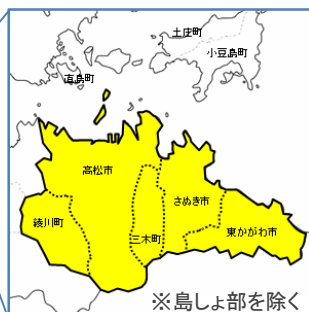 土庄町
小豆島町
直島町
高松市
さぬき市
綾川町
三木町
東かがわ市
※島しょ部を除く